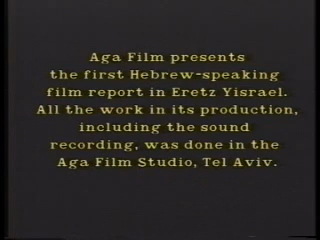 Aga Film presents
the first Hebrew-speaking
film report in Eretz Yisrael.
All the work in its production,
including the sound
recording, was done in the
Aga Film Studio, Tel Aviv.